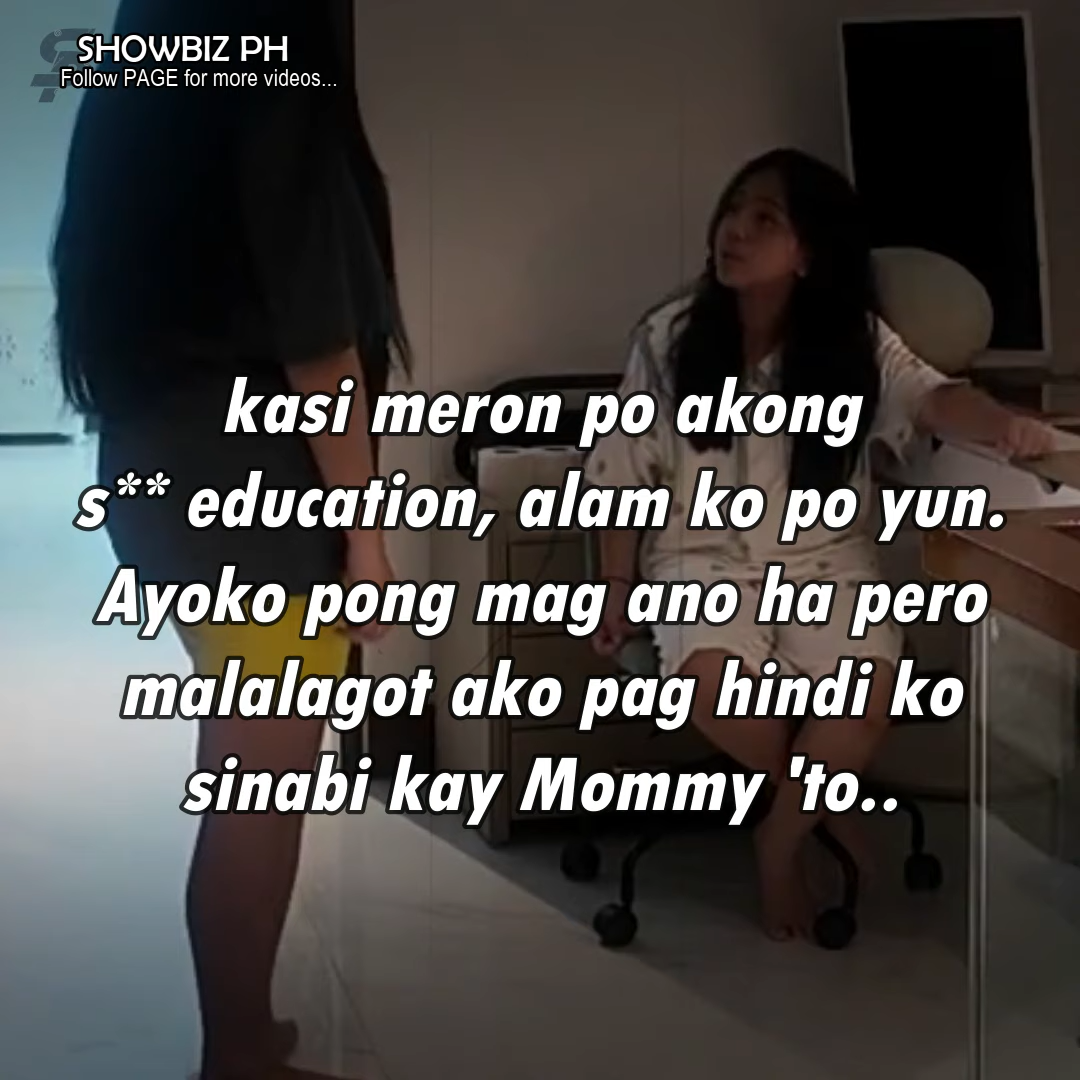 SHOWBIZ PH
Follow PAGE for more videos...
kasi meron po akong
s** education, alam ko po yun.
Ayoko pong mag ano ha pero
malalagot ako pag hindi ko
sinabi kay Mommy 'to..